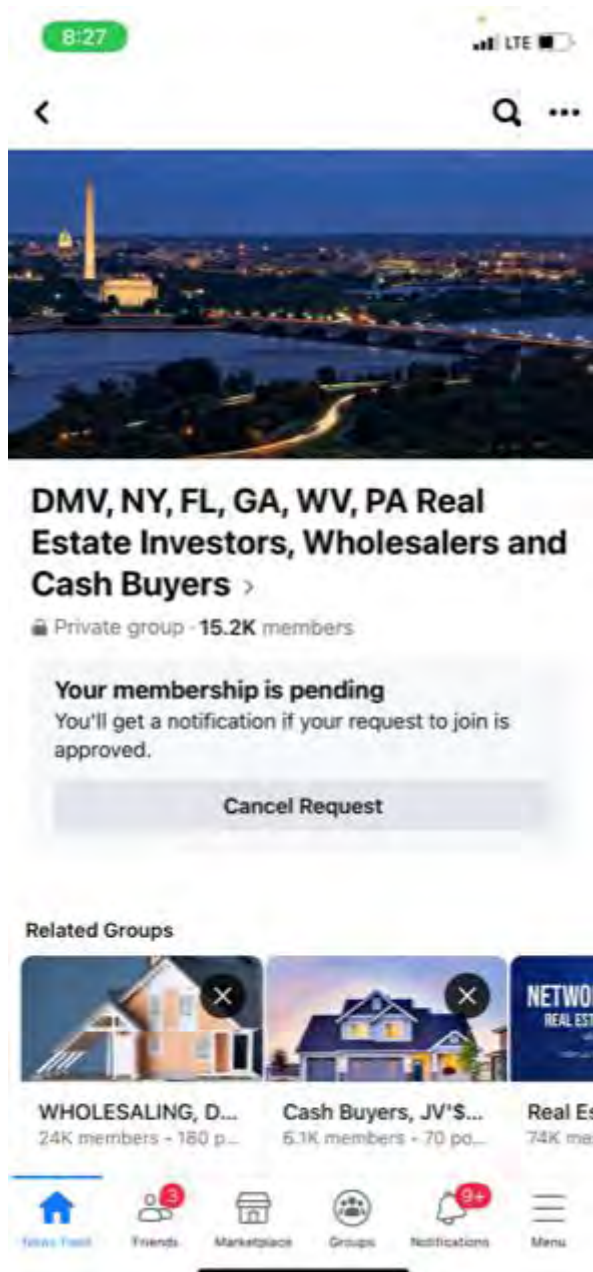 8:27
LTE
DMV, NY, FL, GA, WV, PA Real
Estate Investors, Wholesalers and
Cash Buyers >
Private group · 15.2K members
Your membership is pending
You'll get a notification if your request to join is
approved.
Cancel Request
Related Groups
NETWO
REAL EST
WHOLESALING, D... Cash Buyers, JV'$... Real Es
24K members - 180 p... 6.1K members - 70 po... 74K me
3 9+
News Feed Friends Marketplace Groups Notifications Menu